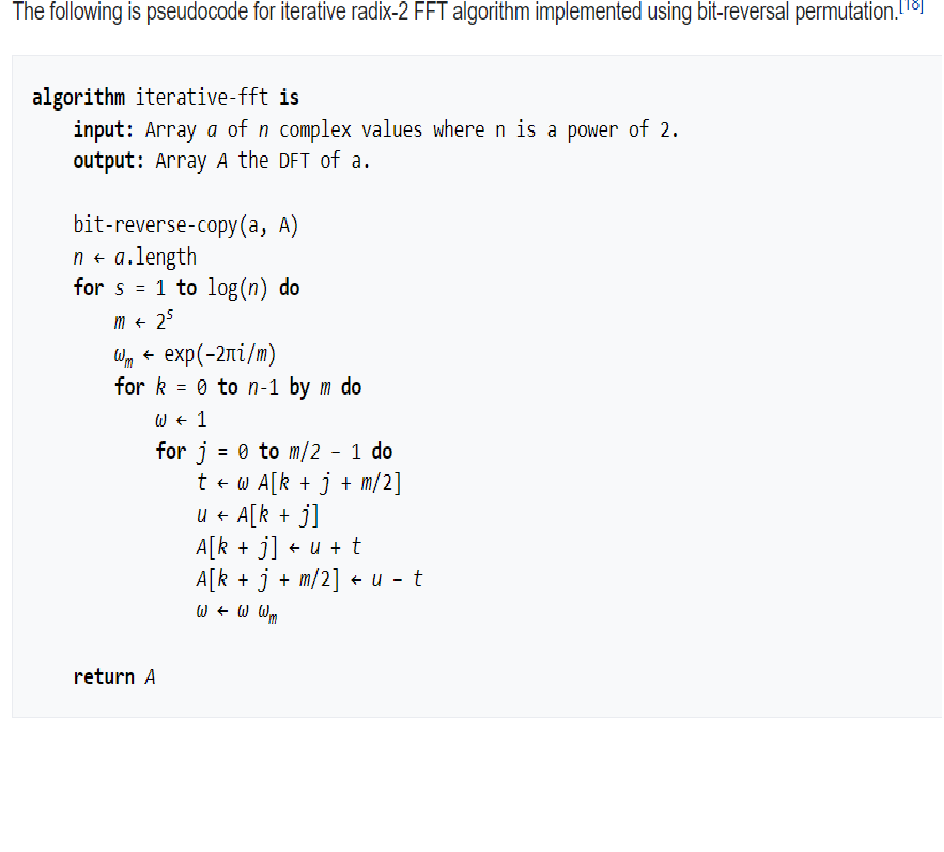 The following is pseudocode for iterative radix-2 FFT algorithm implemented using bit-reversal permutation.[18]
algorithm iterative-fft is
input: Array a of n complex values where n is a power of 2.
output: Array A the DFT of a.
bit-reverse-copy(a, A)
n ← a.length
for s = 1 to log(n) do
m ← 2^s
ω_m ← exp(−2πi/m)
for k = 0 to n-1 by m do
ω ← 1
for j = 0 to m/2 − 1 do
t ← ω A[k + j + m/2]
u ← A[k + j]
A[k + j] ← u + t
A[k + j + m/2] ← u − t
ω ← ω ω_m
return A